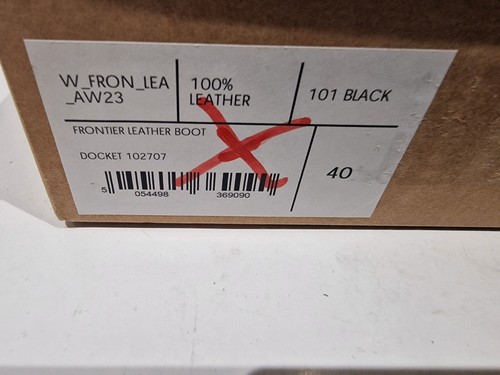 W_FRON_LEA
_AW23
100%
LEATHER
101 BLACK
FRONTIER LEATHER BOOT
DOCKET 102707
40
5 054498 369090